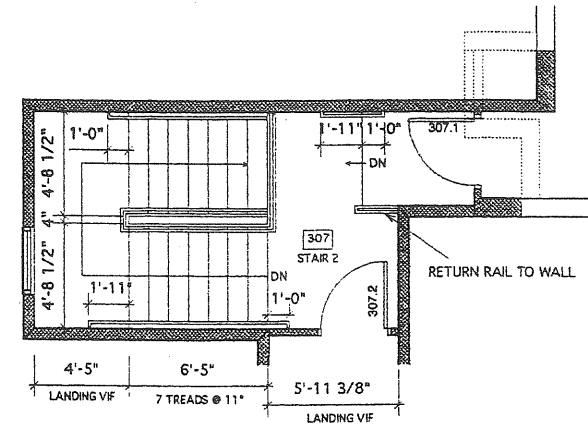 1'-0"
4'-8 1/2"
4"
4'-8 1/2"
1'-11"
1'-0"
307.1
DN
307
STAIR 2
RETURN RAIL TO WALL
DN
1'-11"
1'-0"
307.2
4'-5"
6'-5"
5'-11 3/8"
LANDING VIF
7 TREADS @ 11"
LANDING VIF